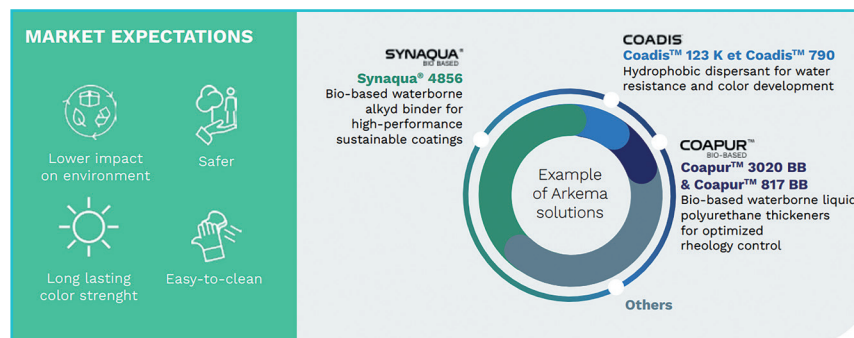 MARKET EXPECTATIONS
Lower impact
on environment
Safer
Long lasting
color strenght
Easy-to-clean
SYNAQUA®
BIO BASED
Synaqua® 4856
Bio-based waterborne
alkyd binder for
high-performance
sustainable coatings
COADIS
Coadis™ 123 K et Coadis™ 790
Hydrophobic dispersant for water
resistance and color development
COAPUR™
BIO-BASED
Coapur™ 3020 BB
& Coapur™ 817 BB
Bio-based waterborne liquid
polyurethane thickeners
for optimized
rheology control
Example
of Arkema
solutions
Others